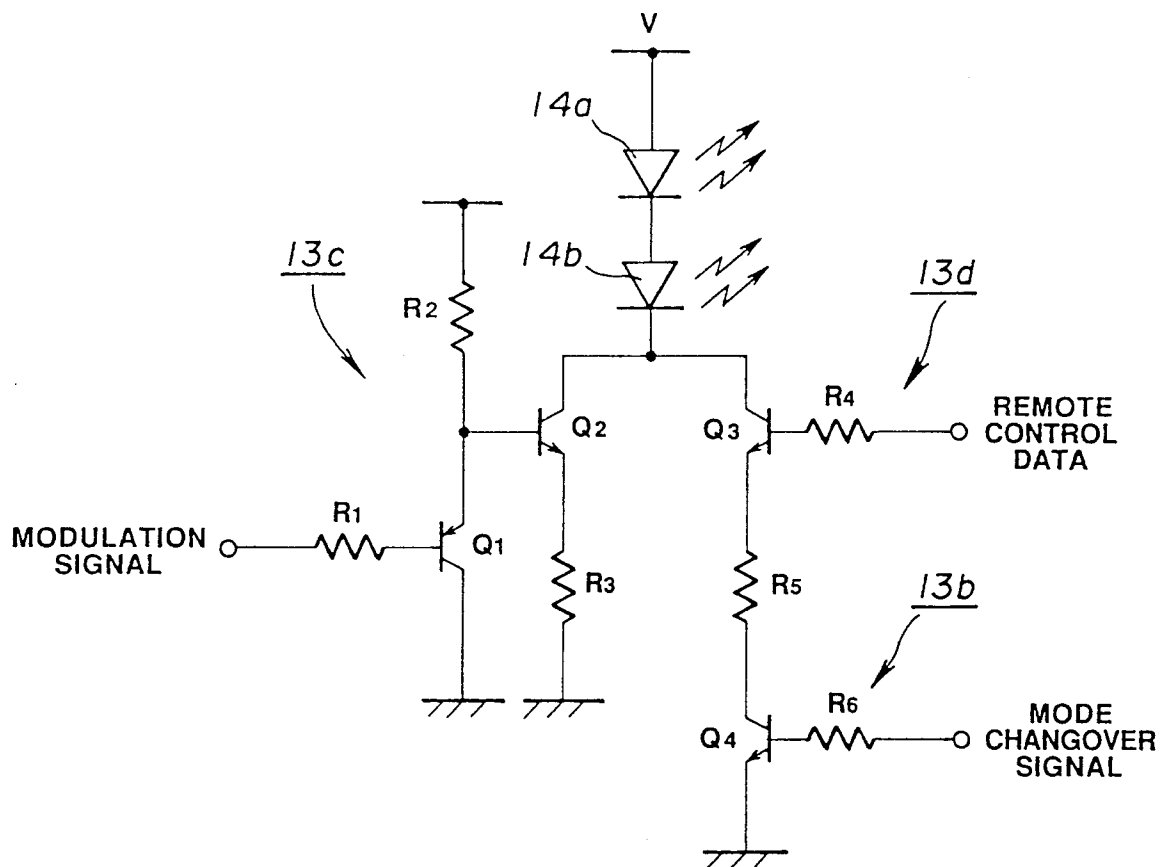 V
14a
14b
13c
13d
R2
R4
REMOTE
CONTROL
DATA
Q2
Q3
MODULATION
SIGNAL
R1
Q1
R3
R5
13b
R6
Q4
MODE
CHANGOVER
SIGNAL